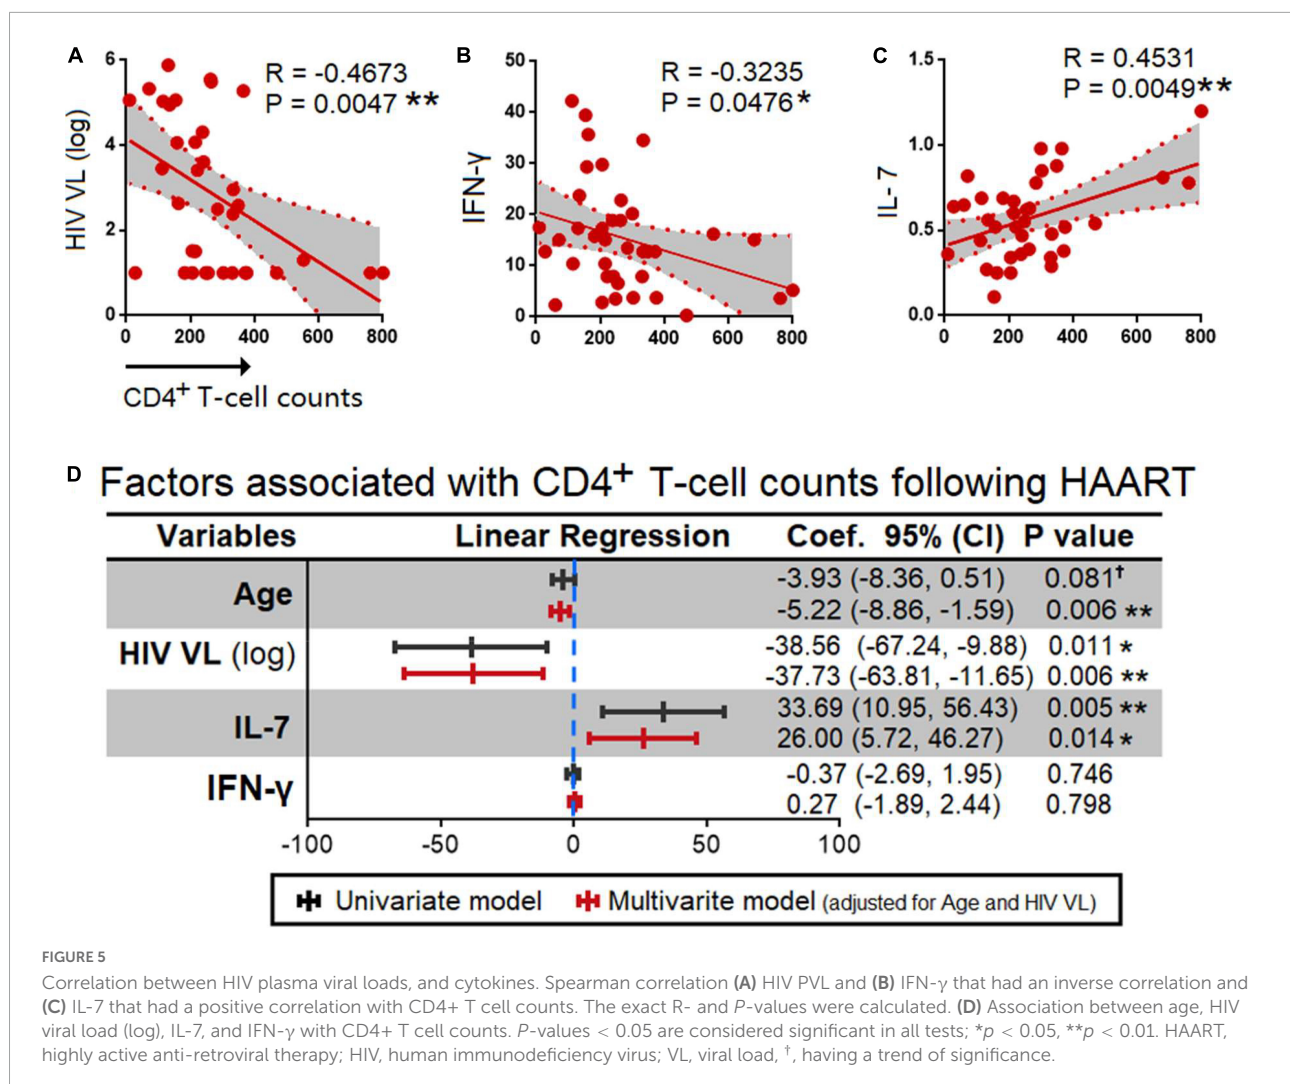 A
6
4
2
0
HIV VL (log)
R = -0.4673
P = 0.0047 **
0 200 400 600 800
CD4+ T-cell counts
B
50
40
30
20
10
0
IFN-γ
R = -0.3235
P = 0.0476 *
0 200 400 600 800
C
1.5
1.0
0.5
0.0
IL-7
R = 0.4531
P = 0.0049**
0 200 400 600 800
D Factors associated with CD4+ T-cell counts following HAART
Variables Linear Regression Coef. 95% (CI) P value
Age
-3.93 (-8.36, 0.51) 0.081†
-5.22 (-8.86, -1.59) 0.006 **
HIV VL (log)
-38.56 (-67.24, -9.88) 0.011 *
-37.73 (-63.81, -11.65) 0.006 **
IL-7
33.69 (10.95, 56.43) 0.005 **
26.00 (5.72, 46.27) 0.014 *
IFN-γ
-0.37 (-2.69, 1.95) 0.746
0.27 (-1.89, 2.44) 0.798
-100 -50 0 50 100
Univariate model Multivarite model (adjusted for Age and HIV VL)
FIGURE 5
Correlation between HIV plasma viral loads, and cytokines. Spearman correlation (A) HIV PVL and (B) IFN-γ that had an inverse correlation and
(C) IL-7 that had a positive correlation with CD4+ T cell counts. The exact R- and P-values were calculated. (D) Association between age, HIV
viral load (log), IL-7, and IFN-γ with CD4+ T cell counts. P-values < 0.05 are considered significant in all tests; *p < 0.05, **p < 0.01. HAART,
highly active anti-retroviral therapy; HIV, human immunodeficiency virus; VL, viral load, †, having a trend of significance.